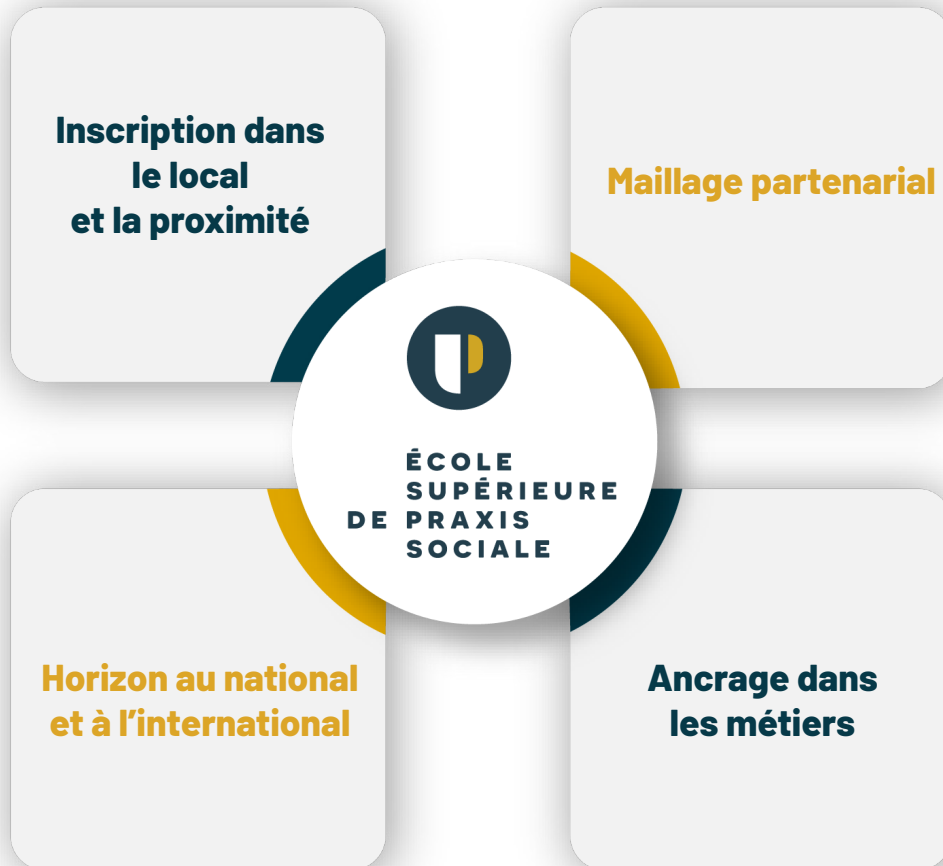 Inscription dans
le local
et la proximité
Maillage partenarial
ÉCOLE
SUPÉRIEURE
DE PRAXIS
SOCIALE
Horizon au national
et à l’international
Ancrage dans
les métiers